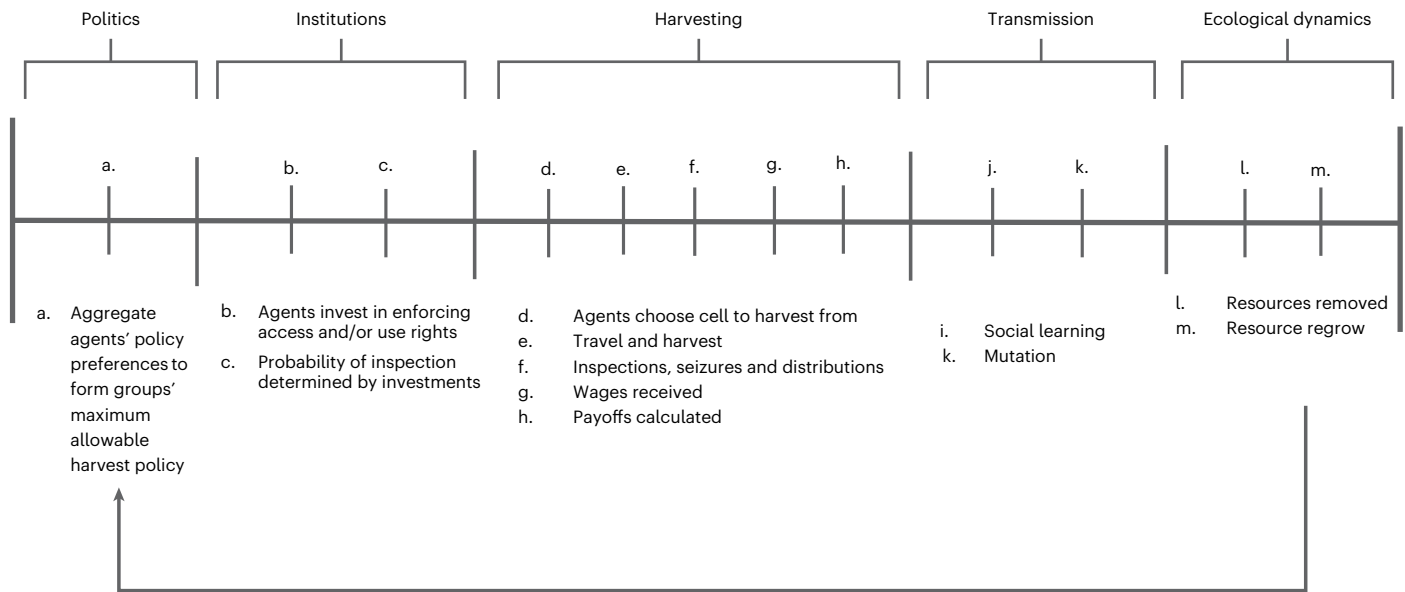 Politics
Institutions
Harvesting
Transmission
Ecological dynamics
a.
b.
c.
d.
e.
f.
g.
h.
j.
k.
l.
m.
a. Aggregate
agents’ policy
preferences to
form groups’
maximum
allowable
harvest policy
b. Agents invest in enforcing
access and/or use rights
c. Probability of inspection
determined by investments
d. Agents choose cell to harvest from
e. Travel and harvest
f. Inspections, seizures and distributions
g. Wages received
h. Payoffs calculated
i. Social learning
k. Mutation
l. Resources removed
m. Resource regrow